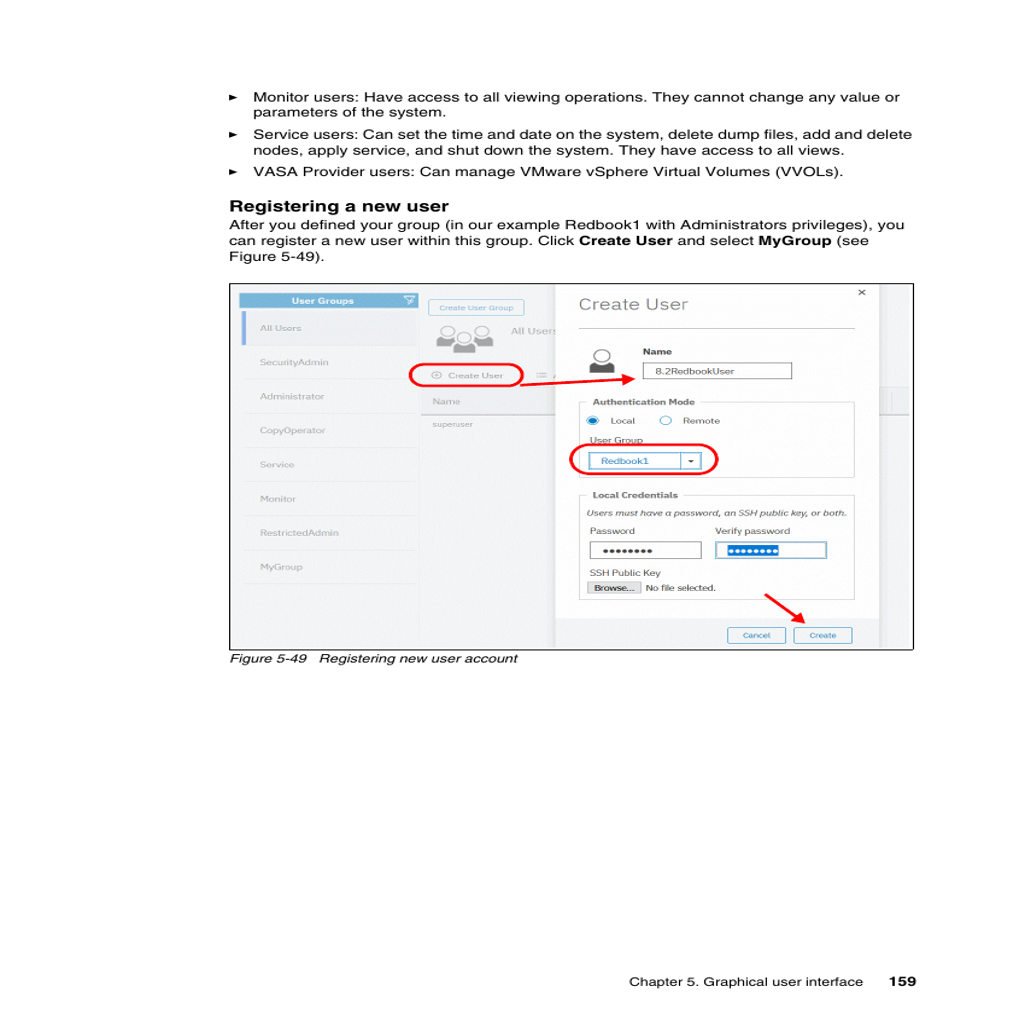 ► Monitor users: Have access to all viewing operations. They cannot change any value or
parameters of the system.
► Service users: Can set the time and date on the system, delete dump files, add and delete
nodes, apply service, and shut down the system. They have access to all views.
► VASA Provider users: Can manage VMware vSphere Virtual Volumes (VVOLs).
Registering a new user
After you defined your group (in our example Redbook1 with Administrators privileges), you
can register a new user within this group. Click Create User and select MyGroup (see
Figure 5-49).
User Groups
All Users
SecurityAdmin
Administrator
CopyOperator
Service
Monitor
RestrictedAdmin
MyGroup
Create User Group
All Users
Create User
Name
superuser
×
Create User
Name
8.2RedbookUser
Authentication Mode
Local Remote
User Group
Redbook1
Local Credentials
Users must have a password, an SSH public key, or both.
Password Verify password
●●●●●●●● ●●●●●●●●
SSH Public Key
Browse... No file selected.
Cancel Create
Figure 5-49 Registering new user account
Chapter 5. Graphical user interface 159